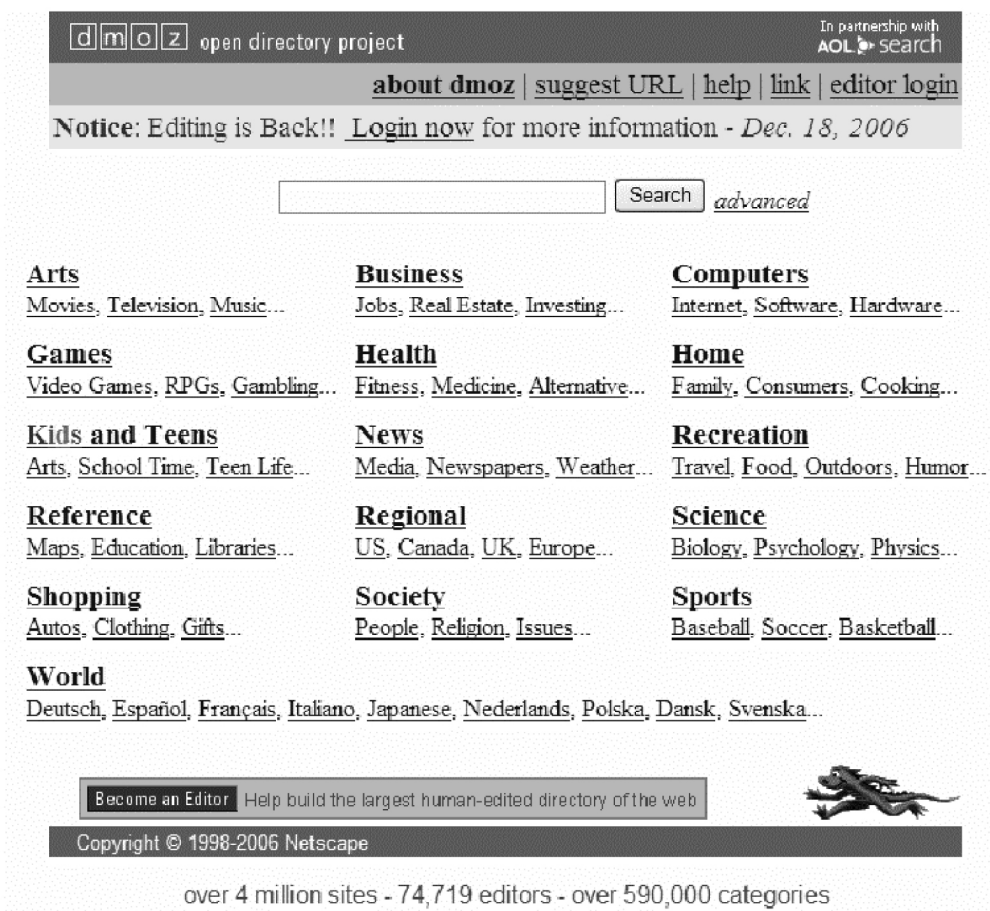 dmoz open directory project
In partnership with
AOL search
about dmoz | suggest URL | help | link | editor login
Notice: Editing is Back!! Login now for more information - Dec. 18, 2006
Search advanced
Arts Business Computers
Movies, Television, Music... Jobs, Real Estate, Investing... Internet, Software, Hardware...
Games Health Home
Video Games, RPGs, Gambling... Fitness, Medicine, Alternative... Family, Consumers, Cooking...
Kids and Teens News Recreation
Arts, School Time, Teen Life... Media, Newspapers, Weather... Travel, Food, Outdoors, Humor...
Reference Regional Science
Maps, Education, Libraries... US, Canada, UK, Europe... Biology, Psychology, Physics...
Shopping Society Sports
Autos, Clothing, Gifts... People, Religion, Issues... Baseball, Soccer, Basketball...
World
Deutsch, Español, Français, Italiano, Japanese, Nederlands, Polska, Dansk, Svenska...
Become an Editor Help build the largest human-edited directory of the web
Copyright © 1998-2006 Netscape
over 4 million sites - 74,719 editors - over 590,000 categories